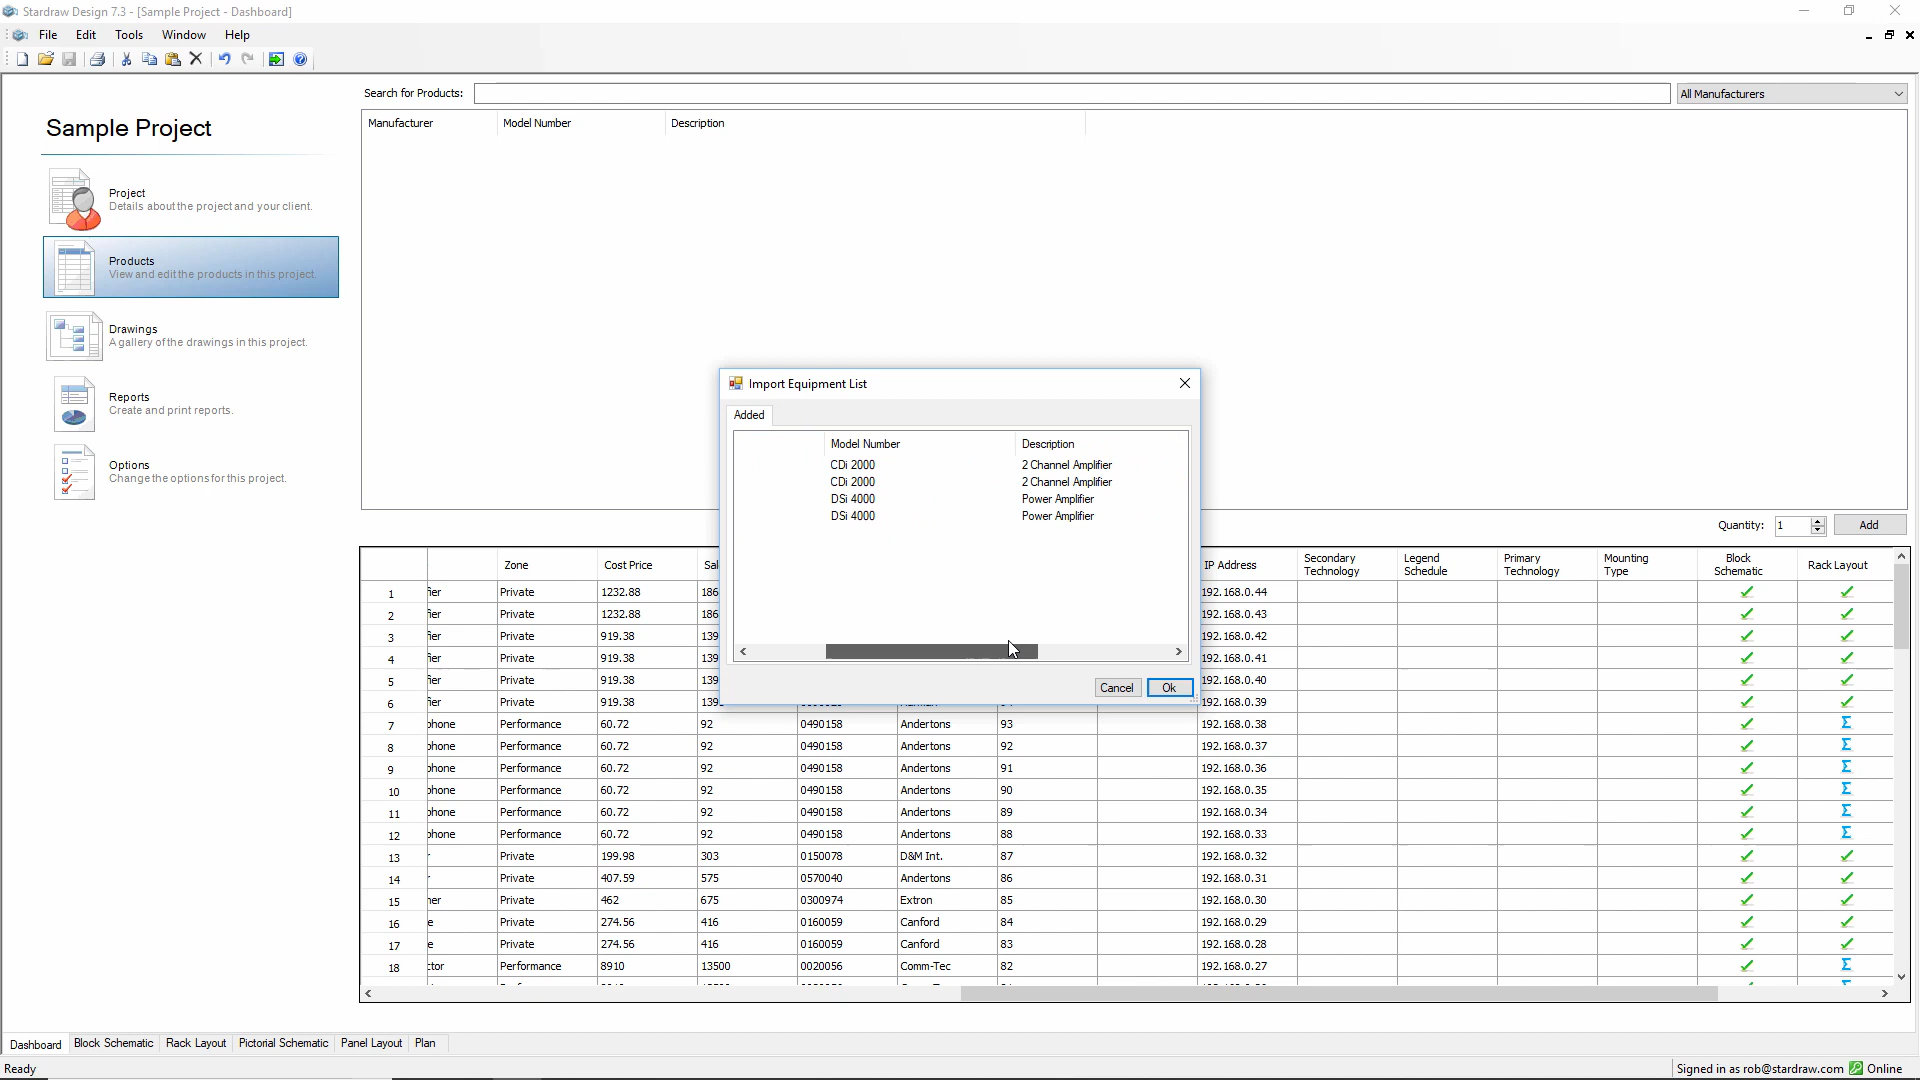 Stardraw Design 7.3 - [Sample Project - Dashboard]
File Edit Tools Window Help
Search for Products: All Manufacturers
Manufacturer Model Number Description
Sample Project
Project
Details about the project and your client.
Products
View and edit the products in this project.
Drawings
A gallery of the drawings in this project.
Reports
Create and print reports.
Options
Change the options for this project.
Import Equipment List
Added
Model Number Description
CDi 2000 2 Channel Amplifier
CDi 2000 2 Channel Amplifier
DSi 4000 Power Amplifier
DSi 4000 Power Amplifier
Cancel Ok
Quantity: 1 Add
Zone Cost Price IP Address Secondary Technology Legend Schedule Primary Technology Mounting Type Block Schematic Rack Layout
1 Private 1232.88 192.168.0.44
2 Private 1232.88 192.168.0.43
3 Private 919.38 192.168.0.42
4 Private 919.38 192.168.0.41
5 Private 919.38 192.168.0.40
6 Private 919.38 192.168.0.39
7 phone Performance 60.72 92 0490158 Andertons 93 192.168.0.38 Σ
8 phone Performance 60.72 92 0490158 Andertons 92 192.168.0.37 Σ
9 phone Performance 60.72 92 0490158 Andertons 91 192.168.0.36 Σ
10 phone Performance 60.72 92 0490158 Andertons 90 192.168.0.35 Σ
11 phone Performance 60.72 92 0490158 Andertons 89 192.168.0.34 Σ
12 phone Performance 60.72 92 0490158 Andertons 88 192.168.0.33 Σ
13 Private 199.98 303 0150078 D&M Int. 87 192.168.0.32
14 Private 407.59 575 0570040 Andertons 86 192.168.0.31
15 ner Private 462 675 0300974 Extron 85 192.168.0.30
16 e Private 274.56 416 0160059 Canford 84 192.168.0.29
17 e Private 274.56 416 0160059 Canford 83 192.168.0.28
18 ctor Performance 8910 13500 0020056 Comm-Tec 82 192.168.0.27 Σ
Dashboard Block Schematic Rack Layout Pictorial Schematic Panel Layout Plan
Ready Signed in as rob@stardraw.com Online